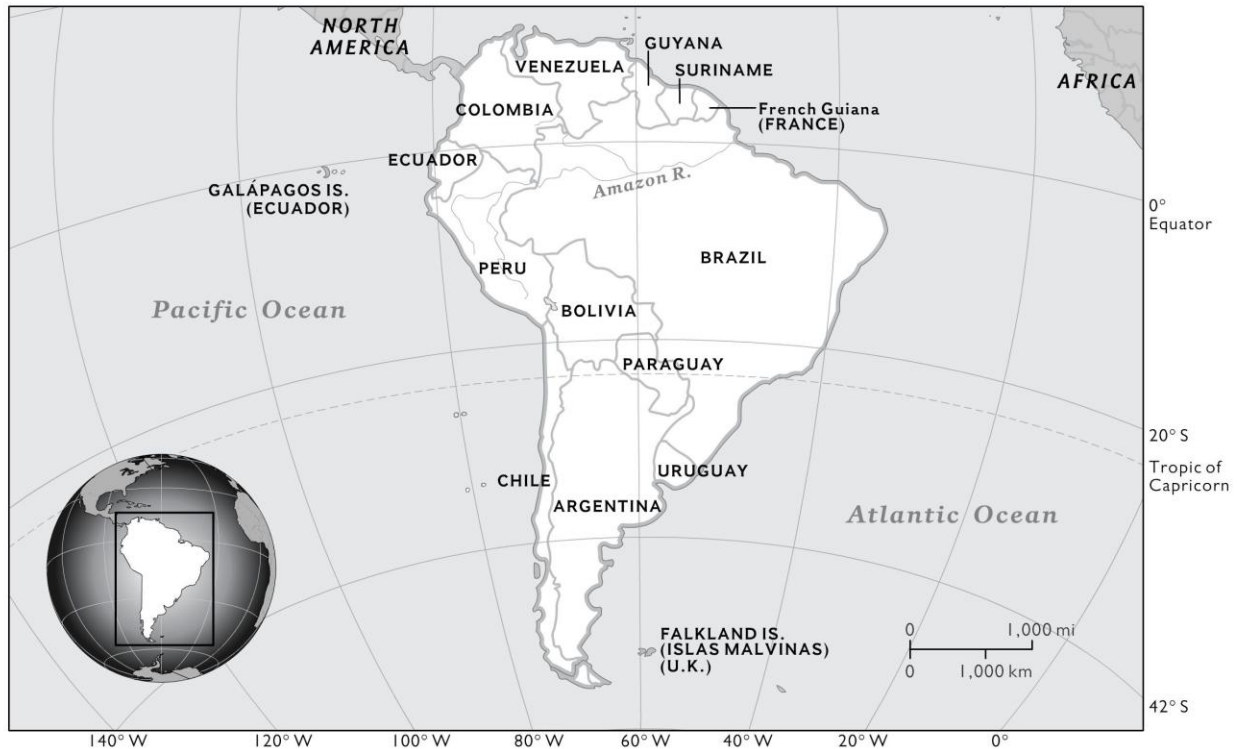 NORTH
AMERICA
GUYANA
VENEZUELA
SURINAME
AFRICA
COLOMBIA
French Guiana
(FRANCE)
ECUADOR
Amazon R.
GALÁPAGOS IS.
(ECUADOR)
0°
Equator
PERU
BRAZIL
Pacific Ocean
BOLIVIA
PARAGUAY
20° S
Tropic of
Capricorn
CHILE
URUGUAY
ARGENTINA
Atlantic Ocean
FALKLAND IS.
(ISLAS MALVINAS)
(U.K.)
0 1,000 mi
0 1,000 km
42° S
140° W 120° W 100° W 80° W 60° W 40° W 20° W 0°